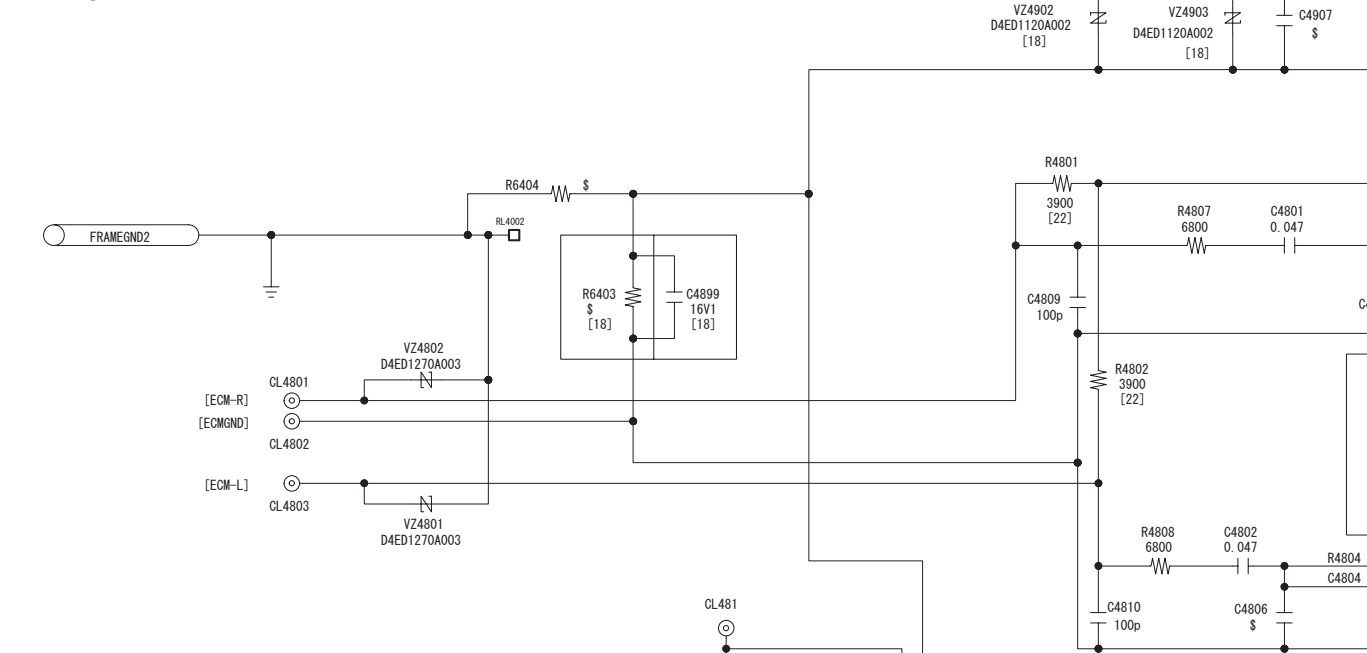 VZ4902
D4ED1120A002
[18]
VZ4903
D4ED1120A002
[18]
C4907
$
R4801
3900
[22]
R6404 $
RL4002
FRAMEGND2
R4807
6800
C4801
0.047
R6403
$
[18]
C4899
16V1
[18]
C4809
100p
VZ4802
D4ED1270A003
R4802
3900
[22]
CL4801
[ECM-R]
[ECMGND]
CL4802
[ECM-L]
CL4803
VZ4801
D4ED1270A003
R4808
6800
C4802
0.047
R4804
C4804
CL481
C4810
100p
C4806
$